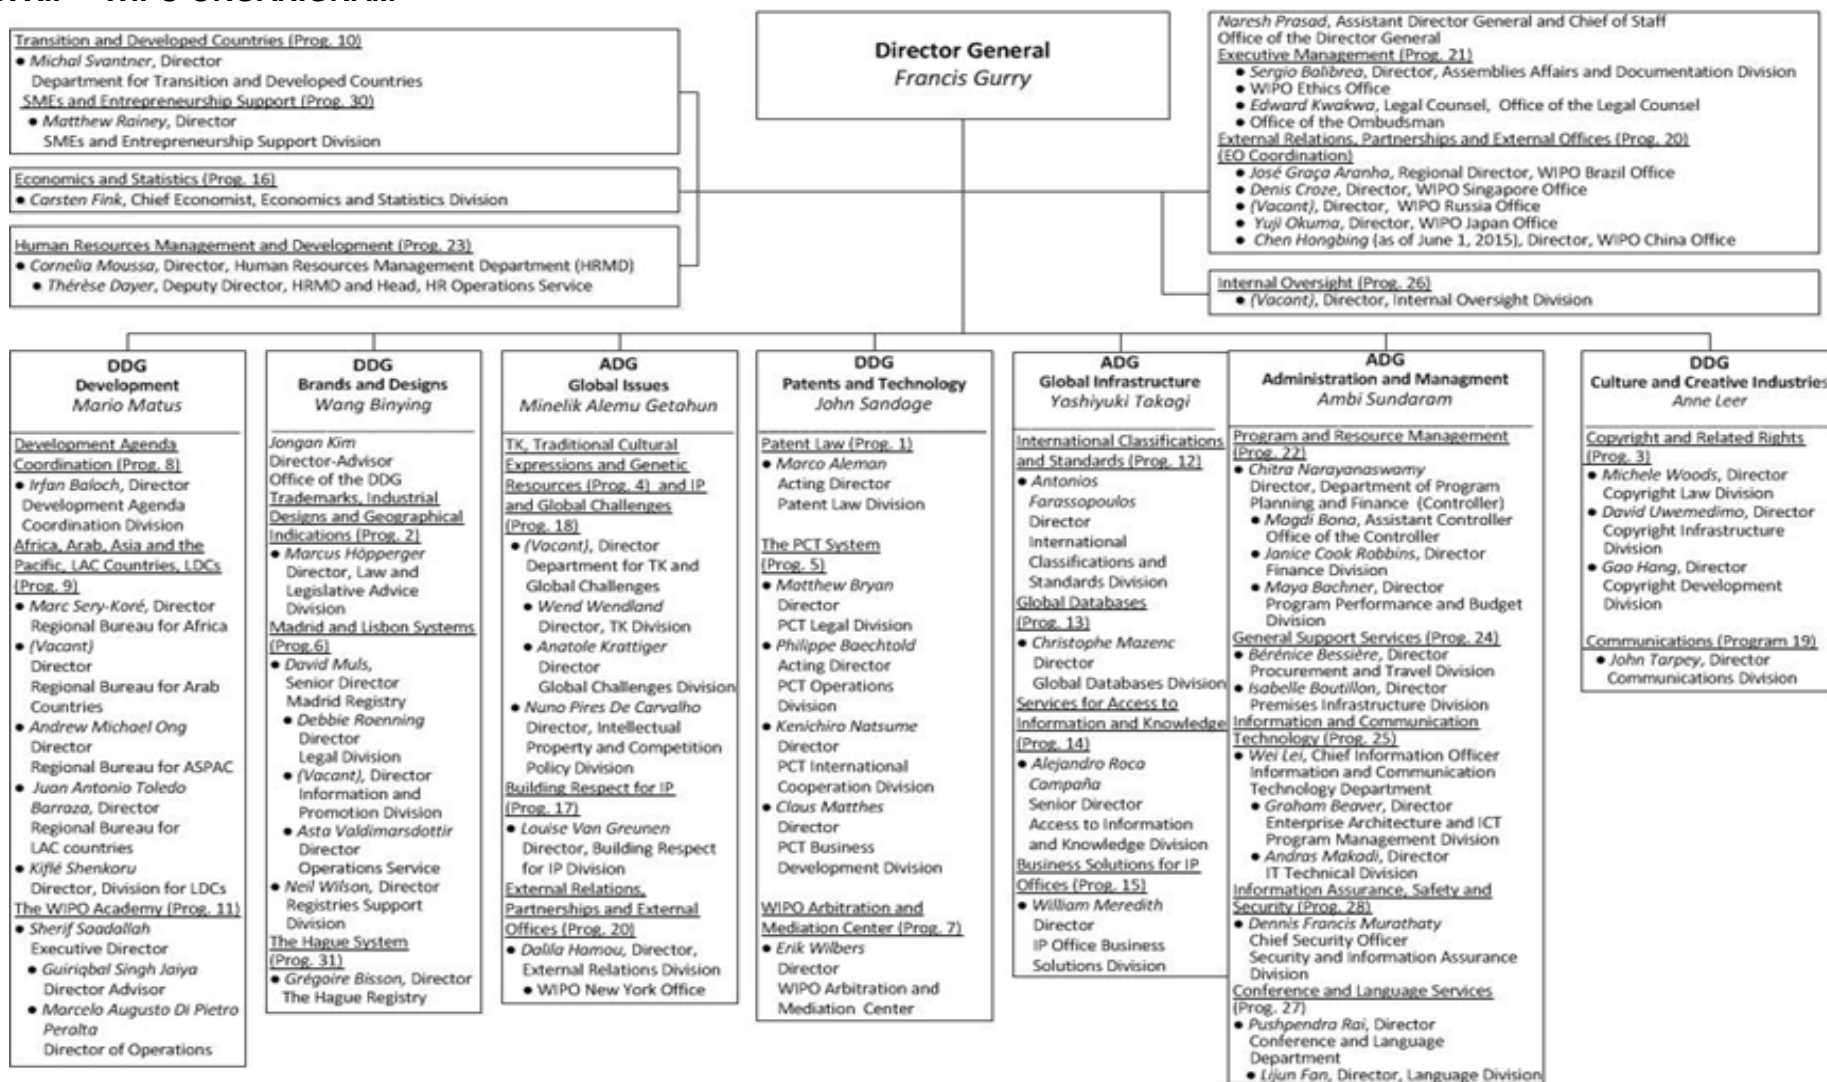 WIPO ORGANIGRAM
Director General
Francis Gurry
Transition and Developed Countries (Prog. 10)
● Michal Svantner, Director
Department for Transition and Developed Countries
SMEs and Entrepreneurship Support (Prog. 30)
● Matthew Rainey, Director
SMEs and Entrepreneurship Support Division
Economics and Statistics (Prog. 16)
● Carsten Fink, Chief Economist, Economics and Statistics Division
Human Resources Management and Development (Prog. 23)
● Cornelia Moussa, Director, Human Resources Management Department (HRMD)
● Thérèse Dayer, Deputy Director, HRMD and Head, HR Operations Service
Naresh Prasad, Assistant Director General and Chief of Staff
Office of the Director General
Executive Management (Prog. 21)
● Sergio Balibrea, Director, Assemblies Affairs and Documentation Division
● WIPO Ethics Office
● Edward Kwakwa, Legal Counsel, Office of the Legal Counsel
● Office of the Ombudsman
External Relations, Partnerships and External Offices (Prog. 20)
(EO Coordination)
● José Graça Aranha, Regional Director, WIPO Brazil Office
● Denis Croze, Director, WIPO Singapore Office
● (Vacant), Director, WIPO Russia Office
● Yuji Okuma, Director, WIPO Japan Office
● Chen Hongbing (as of June 1, 2015), Director, WIPO China Office
Internal Oversight (Prog. 26)
● (Vacant), Director, Internal Oversight Division
DDG
Development
Mario Matus
Development Agenda
Coordination (Prog. 8)
● Irfan Baloch, Director
Development Agenda
Coordination Division
Africa, Arab, Asia and the
Pacific, LAC Countries, LDCs
(Prog. 9)
● Marc Sery-Koré, Director
Regional Bureau for Africa
● (Vacant)
Director
Regional Bureau for Arab
Countries
● Andrew Michael Ong
Director
Regional Bureau for ASPAC
● Juan Antonio Toledo
Barraza, Director
Regional Bureau for
LAC countries
● Kiflé Shenkoru
Director, Division for LDCs
The WIPO Academy (Prog. 11)
● Sherif Saadallah
Executive Director
● Guiriqbal Singh Jaiya
Director Advisor
● Marcelo Augusto Di Pietro
Peralta
Director of Operations
DDG
Brands and Designs
Wang Binying
Jongan Kim
Director-Advisor
Office of the DDG
Trademarks, Industrial
Designs and Geographical
Indications (Prog. 2)
● Marcus Höpperger
Director, Law and
Legislative Advice
Division
Madrid and Lisbon Systems
(Prog.6)
● David Muls,
Senior Director
Madrid Registry
● Debbie Roenning
Director
Legal Division
● (Vacant), Director
Information and
Promotion Division
● Asta Valdimarsdottir
Director
Operations Service
● Neil Wilson, Director
Registries Support
Division
The Hague System
(Prog. 31)
● Grégoire Bisson, Director
The Hague Registry
ADG
Global Issues
Minelik Alemu Getahun
TK, Traditional Cultural
Expressions and Genetic
Resources (Prog. 4) and IP
and Global Challenges
(Prog. 18)
● (Vacant), Director
Department for TK and
Global Challenges
● Wend Wendland
Director, TK Division
● Anatole Krattiger
Director
Global Challenges Division
● Nuno Pires De Carvalho
Director, Intellectual
Property and Competition
Policy Division
Building Respect for IP
(Prog. 17)
● Louise Van Greunen
Director, Building Respect
for IP Division
External Relations,
Partnerships and External
Offices (Prog. 20)
● Dalila Hamou, Director,
External Relations Division
● WIPO New York Office
DDG
Patents and Technology
John Sandage
Patent Law (Prog. 1)
● Marco Aleman
Acting Director
Patent Law Division
The PCT System
(Prog. 5)
● Matthew Bryan
Director
PCT Legal Division
● Philippe Baechtold
Acting Director
PCT Operations
Division
● Kenichiro Natsume
Director
PCT International
Cooperation Division
● Claus Matthes
Director
PCT Business
Development Division
WIPO Arbitration and
Mediation Center (Prog. 7)
● Erik Wilbers
Director
WIPO Arbitration and
Mediation Center
ADG
Global Infrastructure
Yoshiyuki Takagi
International Classifications
and Standards (Prog. 12)
● Antonios
Farassopoulos
Director
International
Classifications and
Standards Division
Global Databases
(Prog. 13)
● Christophe Mazenc
Director
Global Databases Division
Services for Access to
Information and Knowledge
(Prog. 14)
● Alejandro Roca
Campaña
Senior Director
Access to Information
and Knowledge Division
Business Solutions for IP
Offices (Prog. 15)
● William Meredith
Director
IP Office Business
Solutions Division
ADG
Administration and Managment
Ambi Sundaram
Program and Resource Management
(Prog. 22)
● Chitra Narayanaswamy
Director, Department of Program
Planning and Finance (Controller)
● Magdi Bona, Assistant Controller
Office of the Controller
● Janice Cook Robbins, Director
Finance Division
● Maya Bachner, Director
Program Performance and Budget
Division
General Support Services (Prog. 24)
● Bérénice Bessière, Director
Procurement and Travel Division
● Isabelle Boutillon, Director
Premises Infrastructure Division
Information and Communication
Technology (Prog. 25)
● Wei Lei, Chief Information Officer
Information and Communication
Technology Department
● Graham Beaver, Director
Enterprise Architecture and ICT
Program Management Division
● Andras Makadi, Director
IT Technical Division
Information Assurance, Safety and
Security (Prog. 28)
● Dennis Francis Murathaty
Chief Security Officer
Security and Information Assurance
Division
Conference and Language Services
(Prog. 27)
● Pushpendra Rai, Director
Conference and Language
Department
● Lijun Fan, Director, Language Division
DDG
Culture and Creative Industries
Anne Leer
Copyright and Related Rights
(Prog. 3)
● Michele Woods, Director
Copyright Law Division
● David Uwemedimo, Director
Copyright Infrastructure
Division
● Gao Hang, Director
Copyright Development
Division
Communications (Program 19)
● John Tarpey, Director
Communications Division